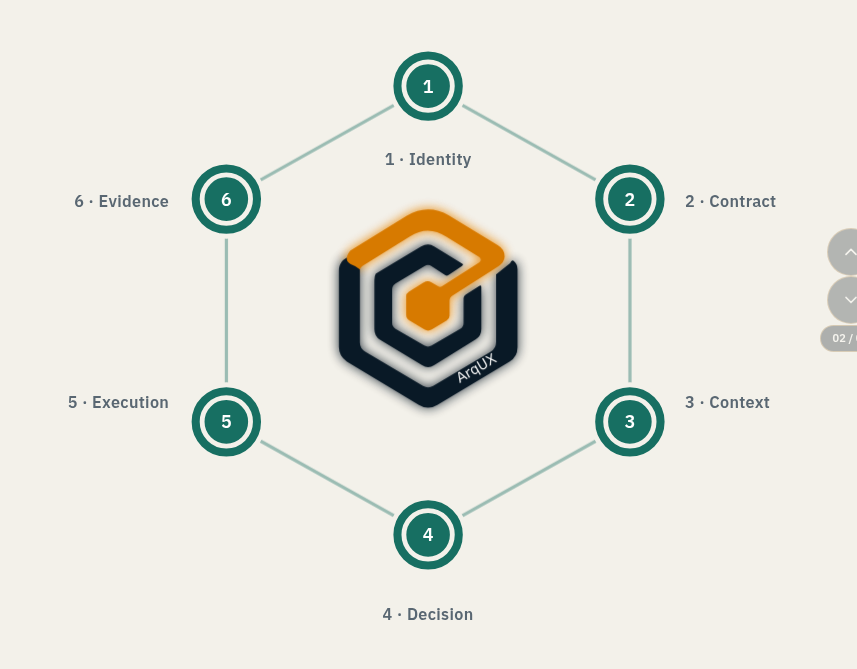 1
1 · Identity
6 · Evidence
6
2
2 · Contract
ArqUX
02 /
5 · Execution
5
3
3 · Context
4
4 · Decision